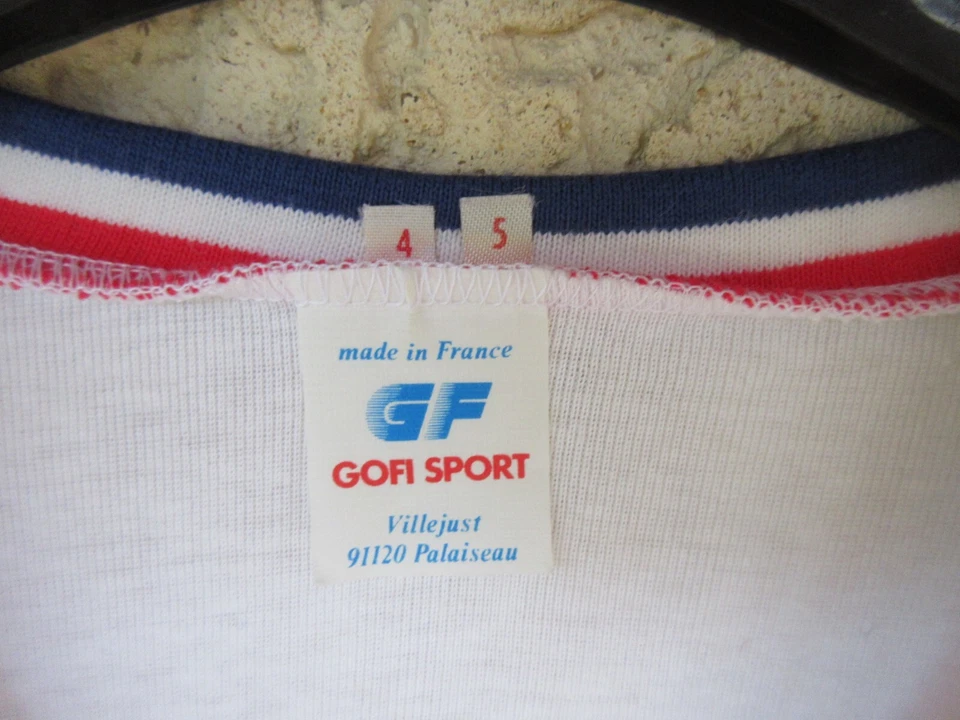 4 5
made in France
GF
GOFI SPORT
Villejust
91120 Palaiseau